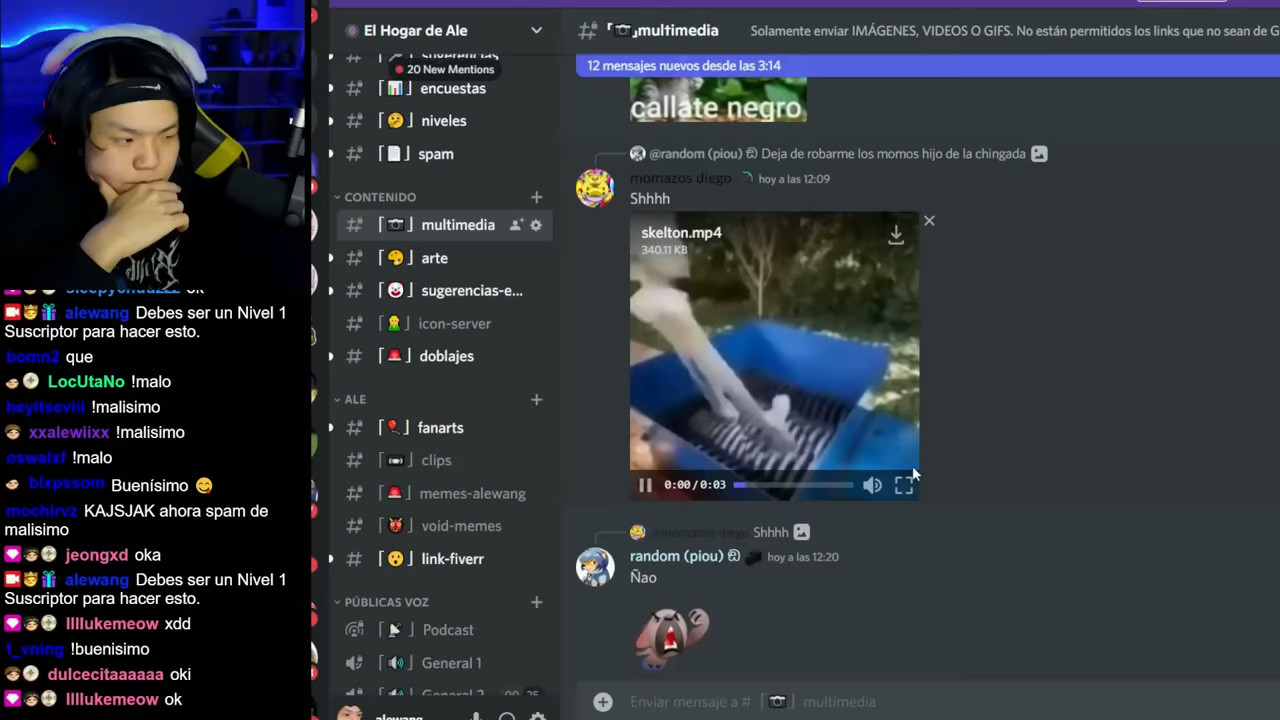 alewang Debes ser un Nivel 1
Suscriptor para hacer esto.
bomn2 que
LocUtaNo !malo
heyitseviii !malisimo
xxalewiixx !malisimo
oswalxf !malo
blxpssom Buenísimo
mochirvz KAJSJAK ahora spam de
malisimo
jeongxd oka
alewang Debes ser un Nivel 1
Suscriptor para hacer esto.
llllukemeow xdd
t_vning !buenisimo
dulcecitaaaaaa oki
llllukemeow ok
El Hogar de Ale
sugerencias
20 New Mentions
encuestas
niveles
spam
CONTENIDO
multimedia
arte
sugerencias-e...
icon-server
doblajes
ALE
fanarts
clips
memes-alewang
void-memes
link-fiverr
PÚBLICAS VOZ
Podcast
General 1
General 2
alewang
multimedia
Solamente enviar IMÁGENES, VIDEOS O GIFS. No están permitidos los links que no sean de G
12 mensajes nuevos desde las 3:14
callate negro
@random (piou) Deja de robarme los momos hijo de la chingada
momazos diego hoy a las 12:09
Shhhh
skelton.mp4
340.11 KB
0:00/0:03
momazos diego Shhhh
random (piou) hoy a las 12:20
Ñao
Enviar mensaje a # multimedia